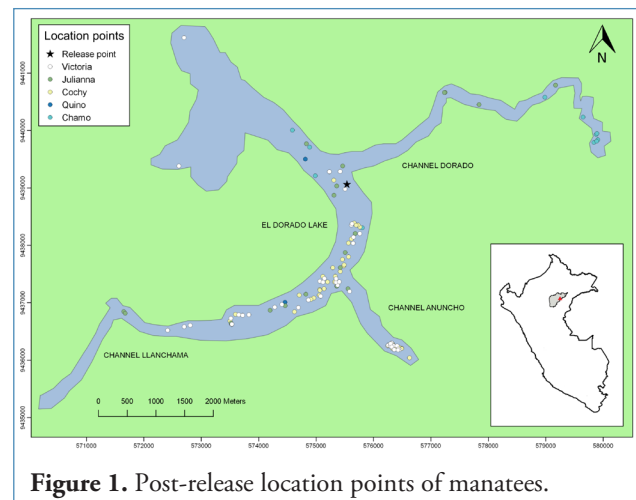 Location points
Release point
Victoria
Julianna
Cochy
Quino
Chamo
N
9441000
9440000
9439000
9438000
9437000
9436000
9435000
CHANNEL DORADO
EL DORADO LAKE
CHANNEL ANUNCHO
CHANNEL LLANCHAMA
0 500 1000 2000 Meters
571000 572000 573000 574000 575000 576000 577000 578000 579000 580000
Figure 1. Post-release location points of manatees.